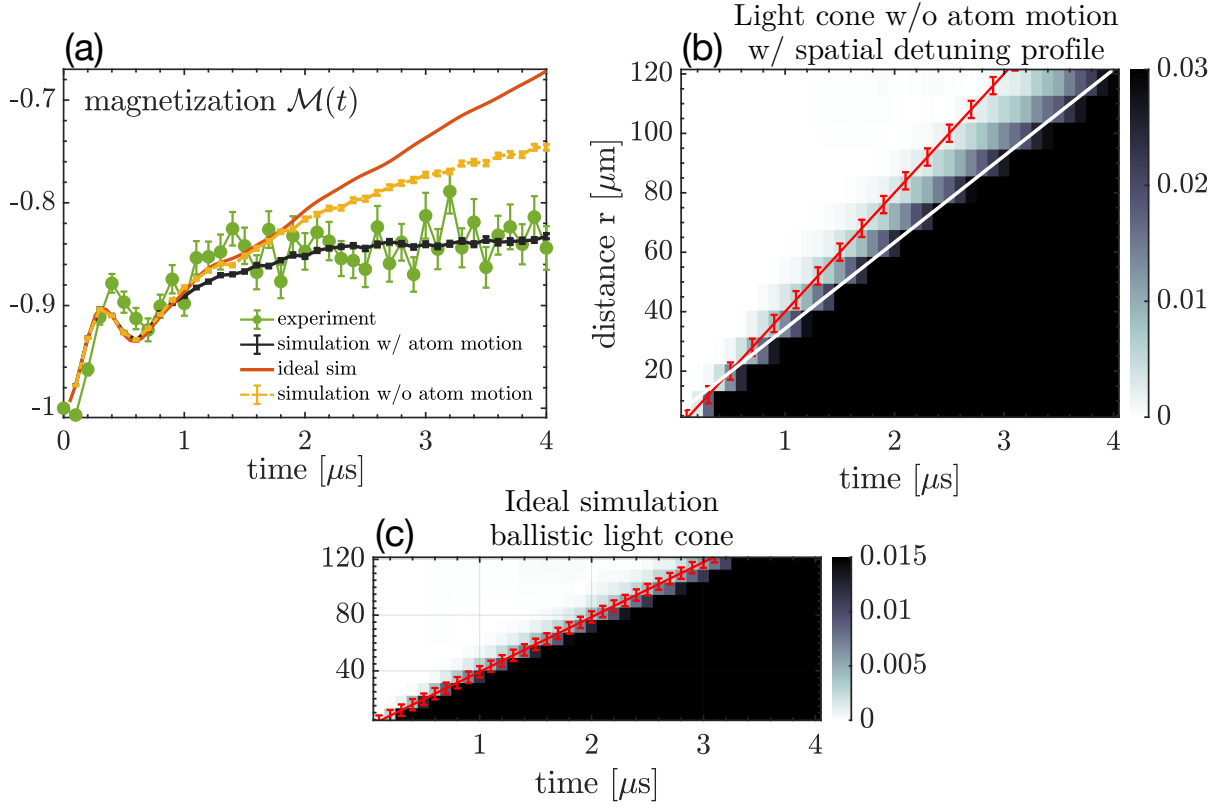 (a)
magnetization M(t)
-0.7
-0.8
-0.9
-1
experiment
simulation w/ atom motion
ideal sim
simulation w/o atom motion
0 1 2 3 4
time [μs]
(b)
Light cone w/o atom motion
w/ spatial detuning profile
distance r [μm]
120
100
80
60
40
20
1 2 3 4
time [μs]
0.03
0.02
0.01
0
(c)
Ideal simulation
ballistic light cone
120
80
40
1 2 3 4
time [μs]
0.015
0.01
0.005
0